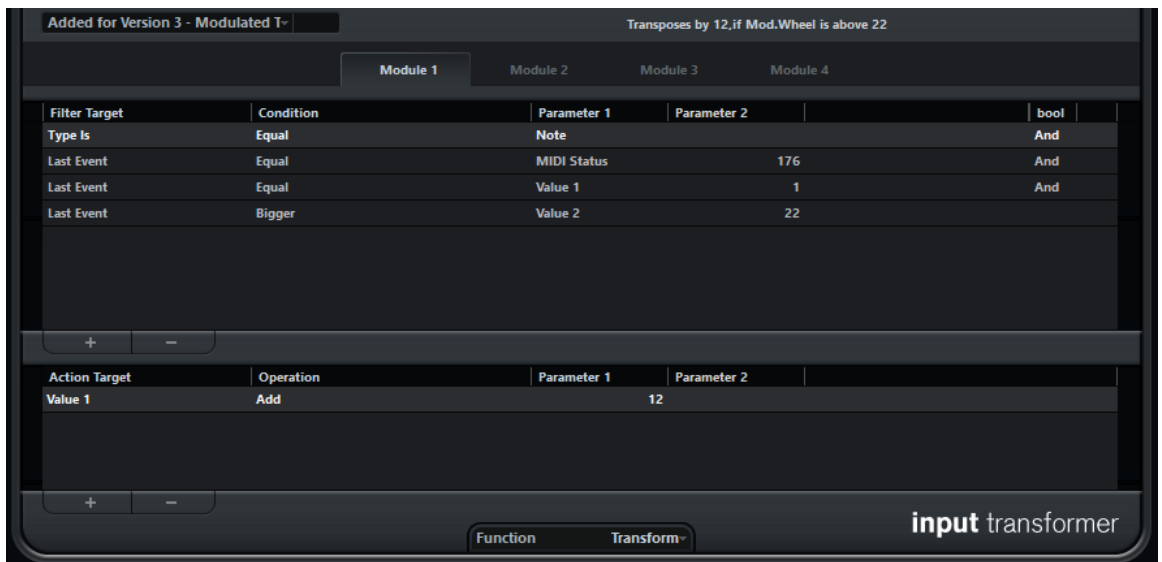 Added for Version 3 - Modulated T
Transposes by 12,if Mod.Wheel is above 22
Module 1 Module 2 Module 3 Module 4
Filter Target Condition Parameter 1 Parameter 2 bool
Type Is Equal Note And
Last Event Equal MIDI Status 176 And
Last Event Equal Value 1 1 And
Last Event Bigger Value 2 22
+ −
Action Target Operation Parameter 1 Parameter 2
Value 1 Add 12
+ −
input transformer
Function Transform